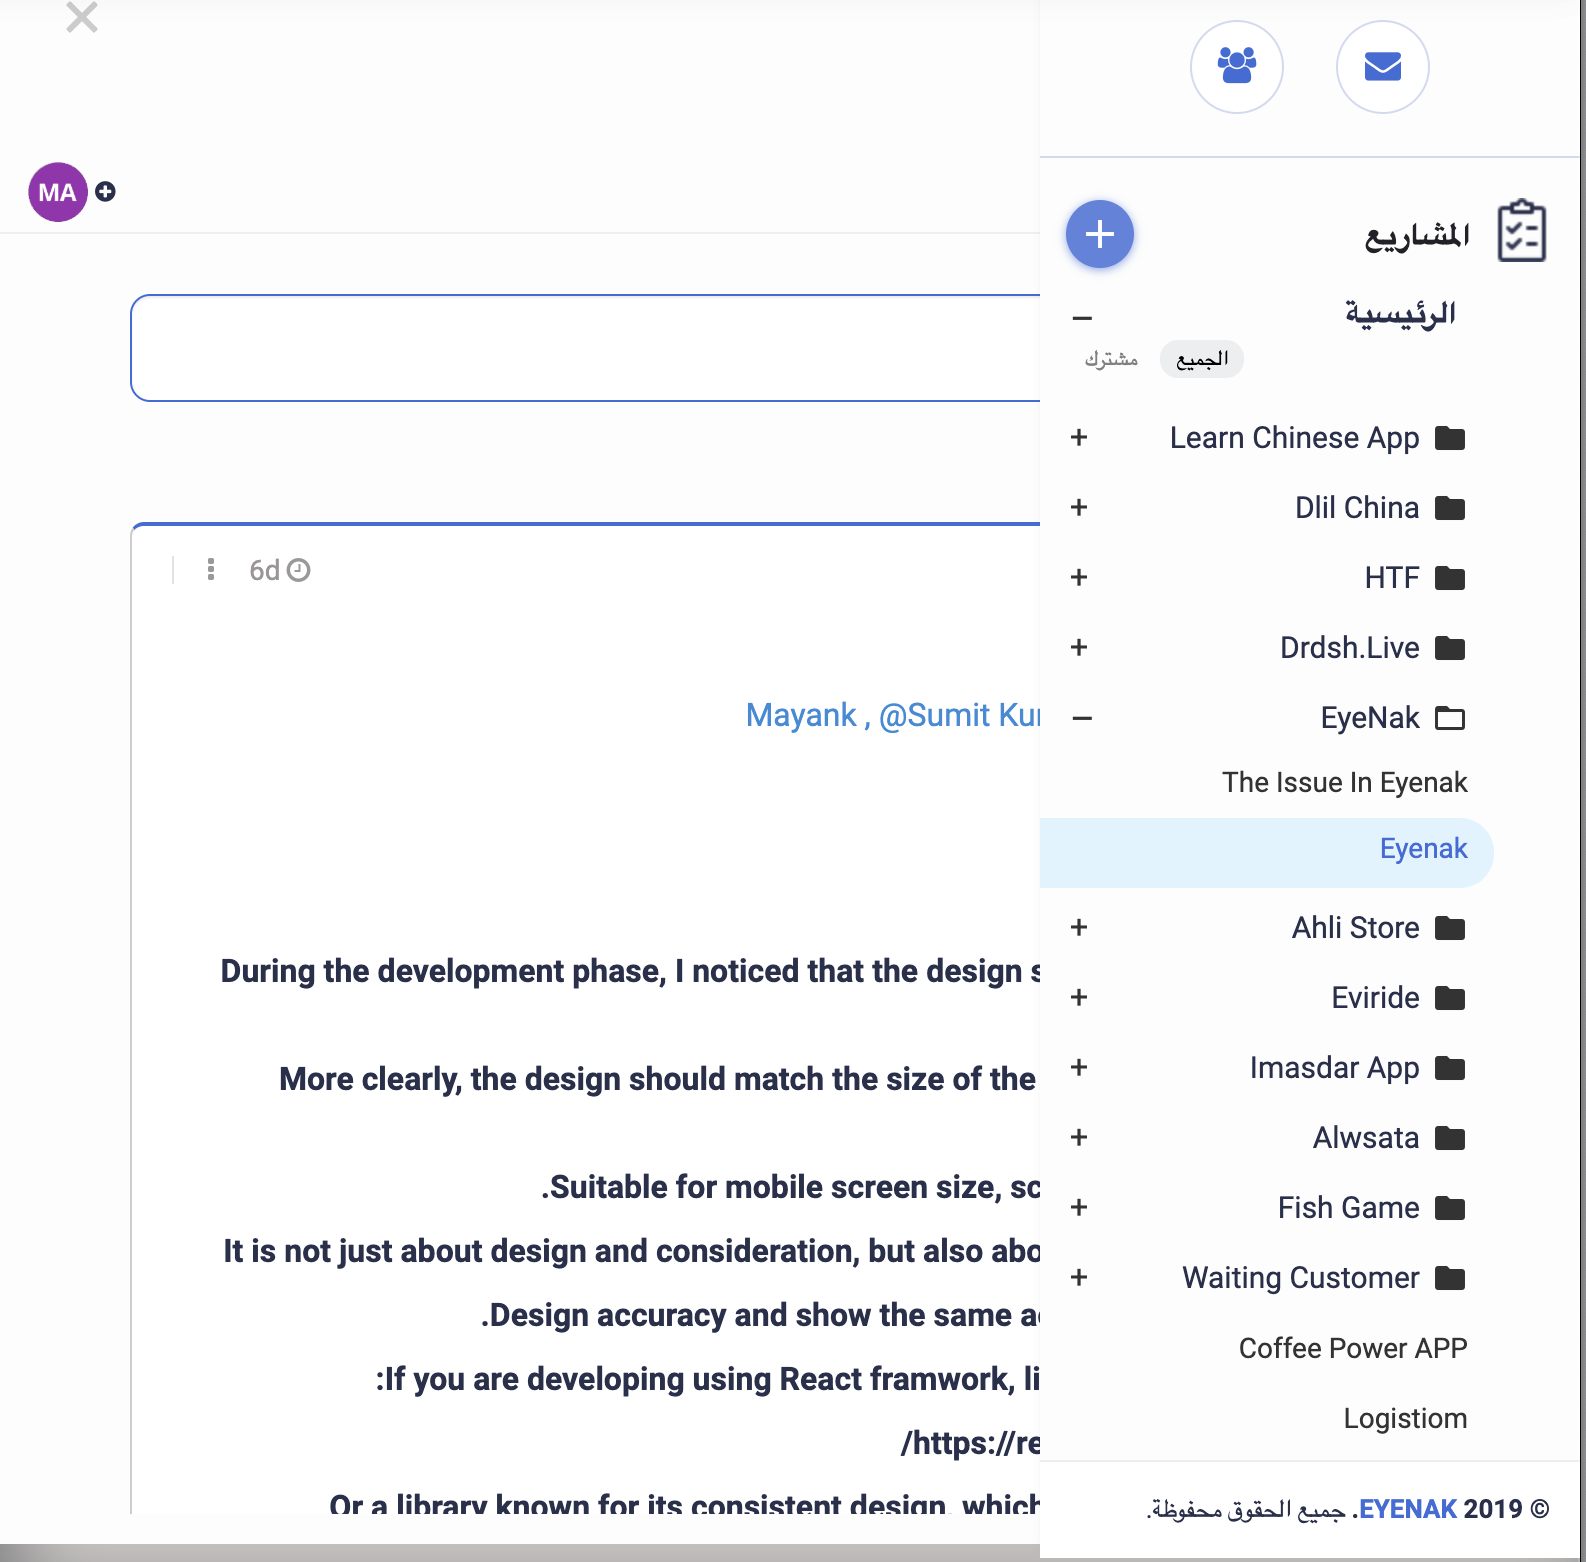 MA
المشاريع
الرئيسية
الجميع
مشترك
Learn Chinese App
Dlil China
HTF
Drdsh.Live
EyeNak
The Issue In Eyenak
Eyenak
Ahli Store
Eviride
Imasdar App
Alwsata
Fish Game
Waiting Customer
Coffee Power APP
Logistiom
© 2019 EYENAK. جميع الحقوق محفوظة.
6d
Mayank , @Sumit
During the development phase, I noticed that the design
More clearly, the design should match the size of the
.Suitable for mobile screen size,
It is not just about design and consideration, but also
.Design accuracy and show the same
:If you are developing using React framwork,
/https://re
Or a library known for its consistent design, which